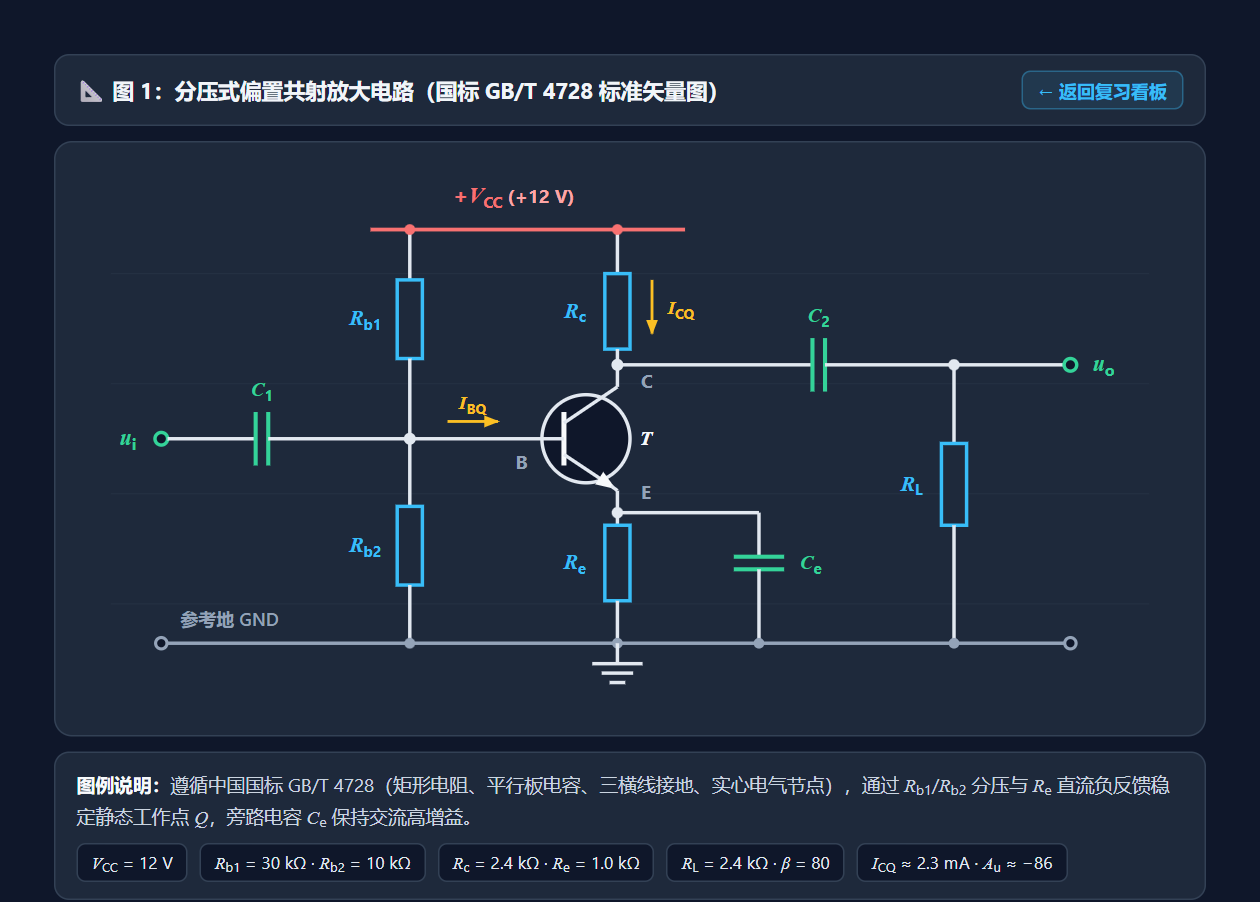 📐 图 1：分压式偏置共射放大电路（国标 GB/T 4728 标准矢量图）
← 返回复习看板
+VCC (+12 V)
Rb1
Rc
ICQ
C2
uo
C
C1
IBQ
ui
T
B
E
RL
Rb2
Re
Ce
参考地 GND
图例说明：遵循中国国标 GB/T 4728（矩形电阻、平行板电容、三横线接地、实心电气节点），通过 Rb1/Rb2 分压与 Re 直流负反馈稳
定静态工作点 Q，旁路电容 Ce 保持交流高增益。
VCC = 12 V
Rb1 = 30 kΩ · Rb2 = 10 kΩ
Rc = 2.4 kΩ · Re = 1.0 kΩ
RL = 2.4 kΩ · β = 80
ICQ ≈ 2.3 mA · Au ≈ −86